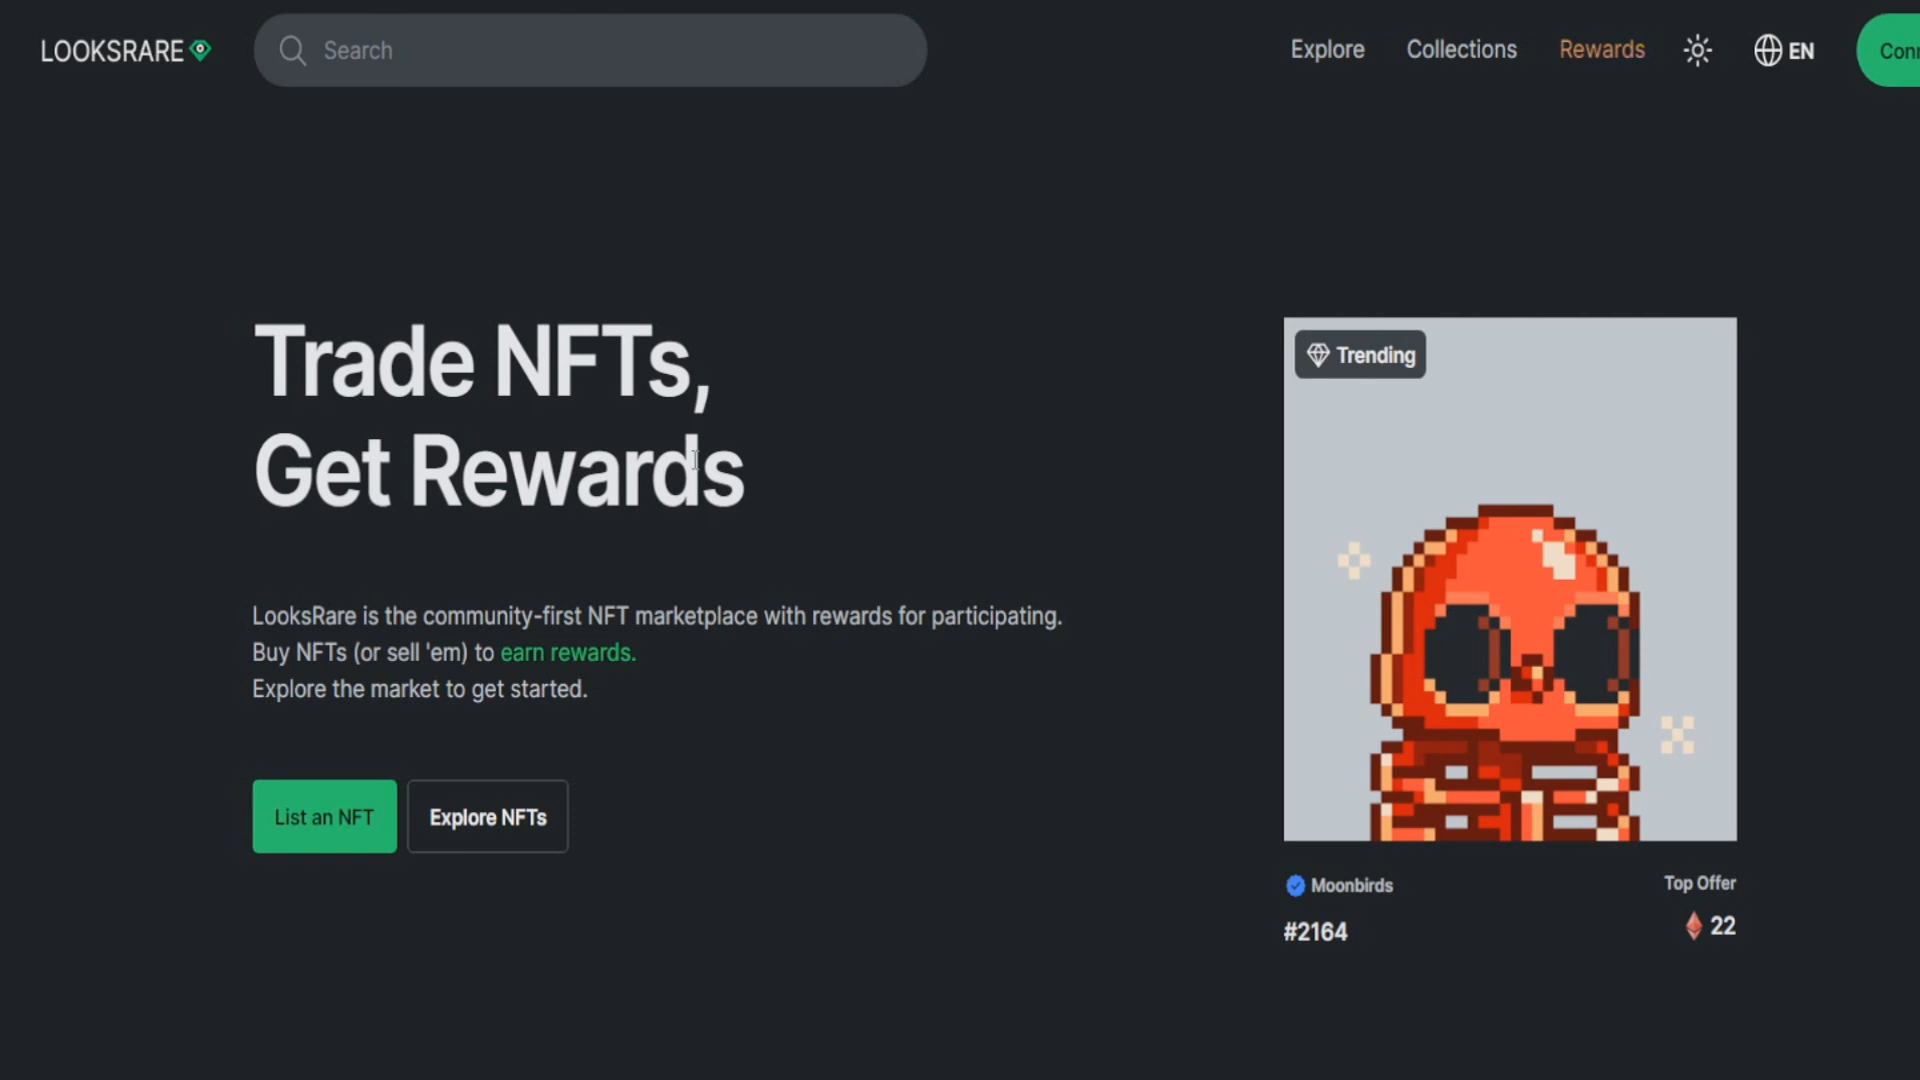 LOOKSRARE
Search
Explore
Collections
Rewards
EN
Conn
Trade NFTs,
Get Rewards
LooksRare is the community-first NFT marketplace with rewards for participating.
Buy NFTs (or sell 'em) to earn rewards.
Explore the market to get started.
List an NFT
Explore NFTs
Trending
Moonbirds
#2164
Top Offer
22